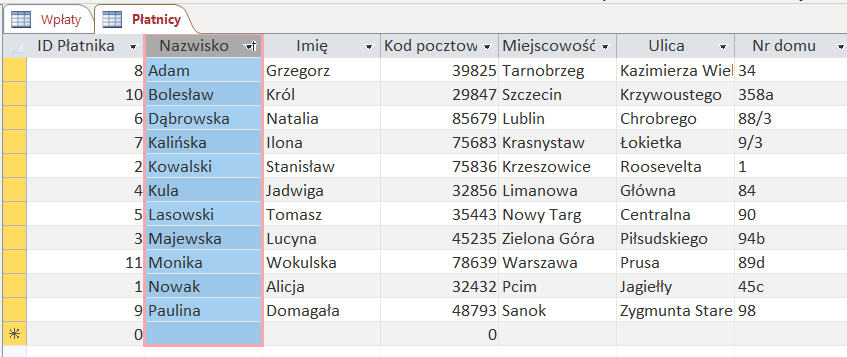 Wpłaty Płatnicy
ID Płatnika Nazwisko Imię Kod pocztow Miejscowość Ulica Nr domu
8 Adam Grzegorz 39825 Tarnobrzeg Kazimierza Wiel 34
10 Bolesław Król 29847 Szczecin Krzywoustego 358a
6 Dąbrowska Natalia 85679 Lublin Chrobrego 88/3
7 Kalińska Ilona 75683 Krasnystaw Łokietka 9/3
2 Kowalski Stanisław 75836 Krzeszowice Roosevelta 1
4 Kula Jadwiga 32856 Limanowa Główna 84
5 Lasowski Tomasz 35443 Nowy Targ Centralna 90
3 Majewska Lucyna 45235 Zielona Góra Piłsudskiego 94b
11 Monika Wokulska 78639 Warszawa Prusa 89d
1 Nowak Alicja 32432 Pcim Jagiełły 45c
9 Paulina Domagała 48793 Sanok Zygmunta Stare 98
0 0